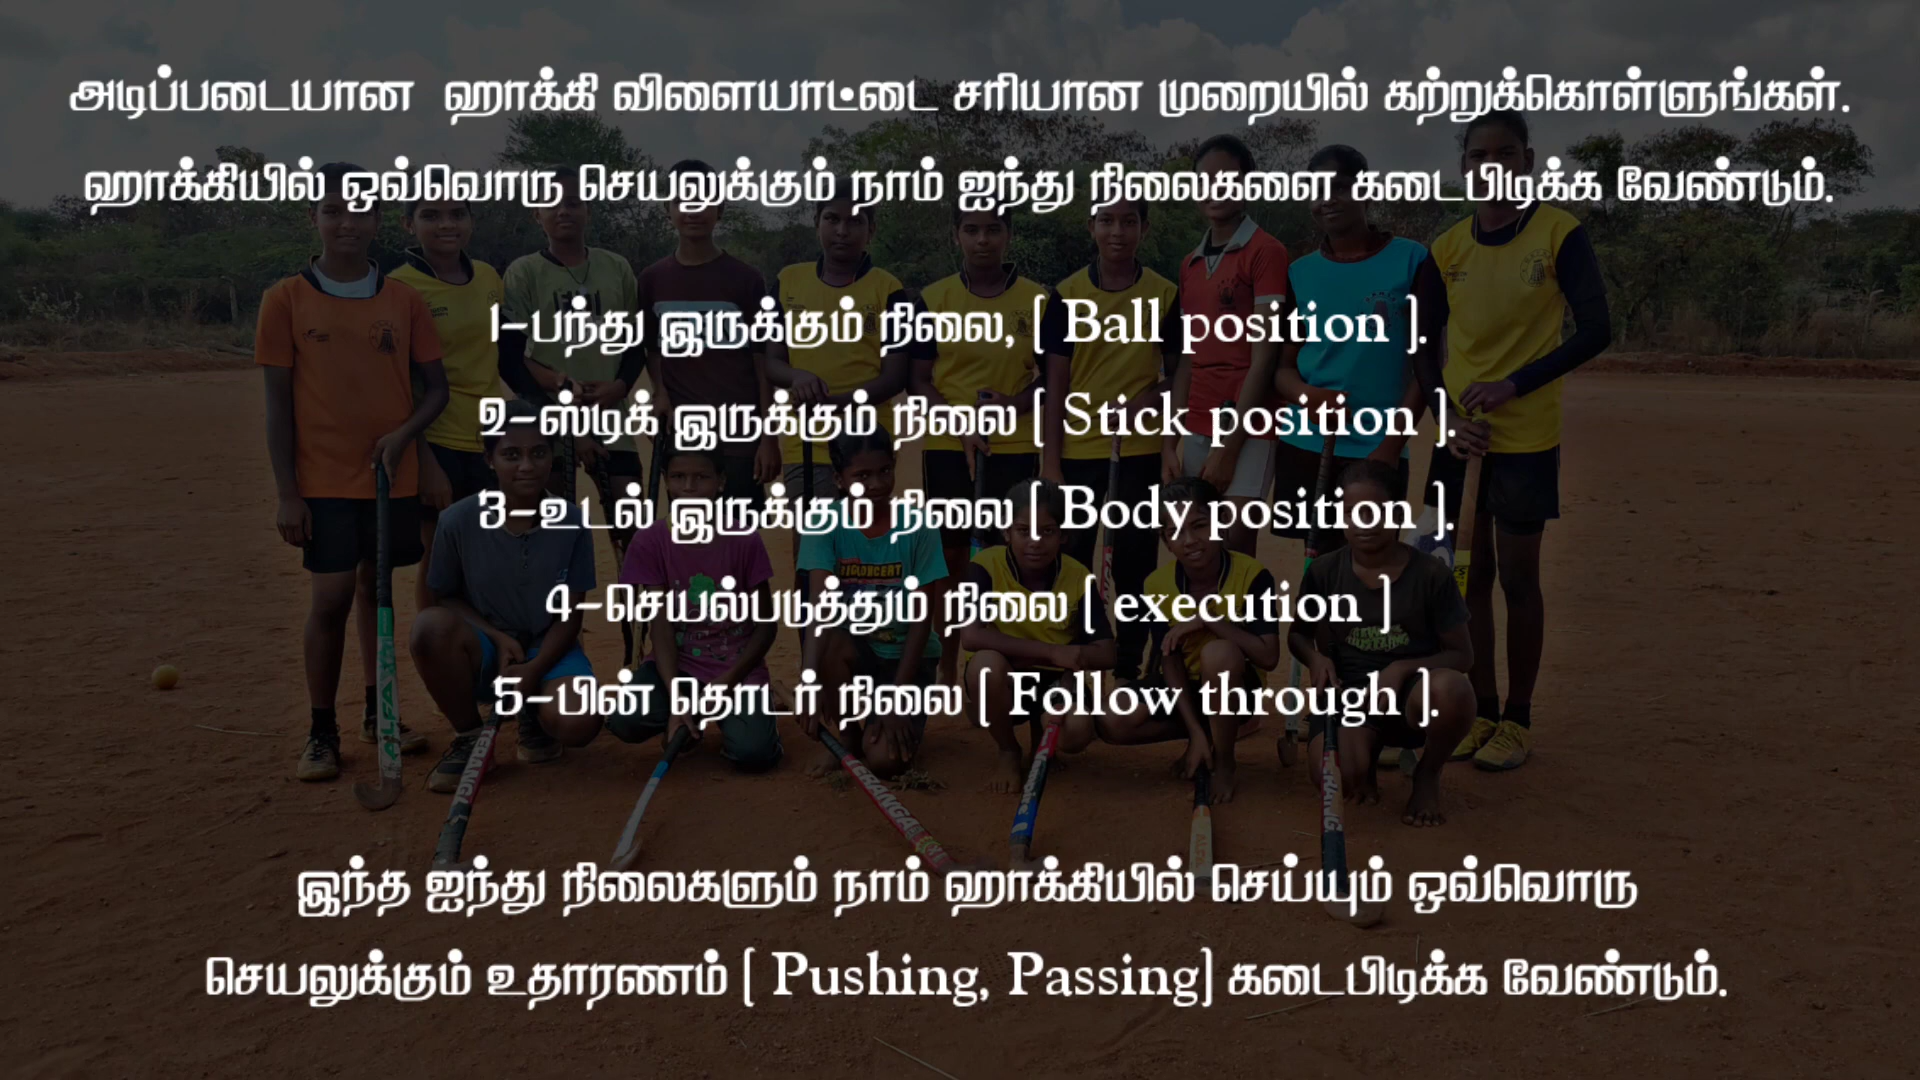 அடிப்படையான ஹாக்கி விளையாட்டை சரியான முறையில் கற்றுக்கொள்ளுங்கள்.
ஹாக்கியில் ஒவ்வொரு செயலுக்கும் நாம் ஐந்து நிலைகளை கடைபிடிக்க வேண்டும்.
1-பந்து இருக்கும் நிலை, [ Ball position ].
2-ஸ்டிக் இருக்கும் நிலை [ Stick position ].
3-உடல் இருக்கும் நிலை [ Body position ].
4-செயல்படுத்தும் நிலை [ execution ]
5-பின் தொடர் நிலை [ Follow through ].
இந்த ஐந்து நிலைகளும் நாம் ஹாக்கியில் செய்யும் ஒவ்வொரு
செயலுக்கும் உதாரணம் [ Pushing, Passing] கடைபிடிக்க வேண்டும்.